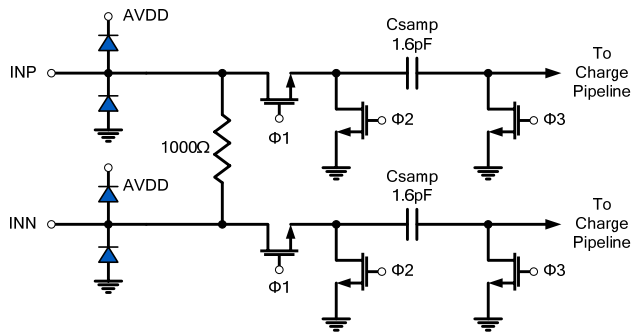 AVDD
INP
Csamp
1.6pF
To
Charge
Pipeline
Φ1
Φ2
Φ3
1000Ω
AVDD
INN
Csamp
1.6pF
To
Charge
Pipeline
Φ1
Φ2
Φ3